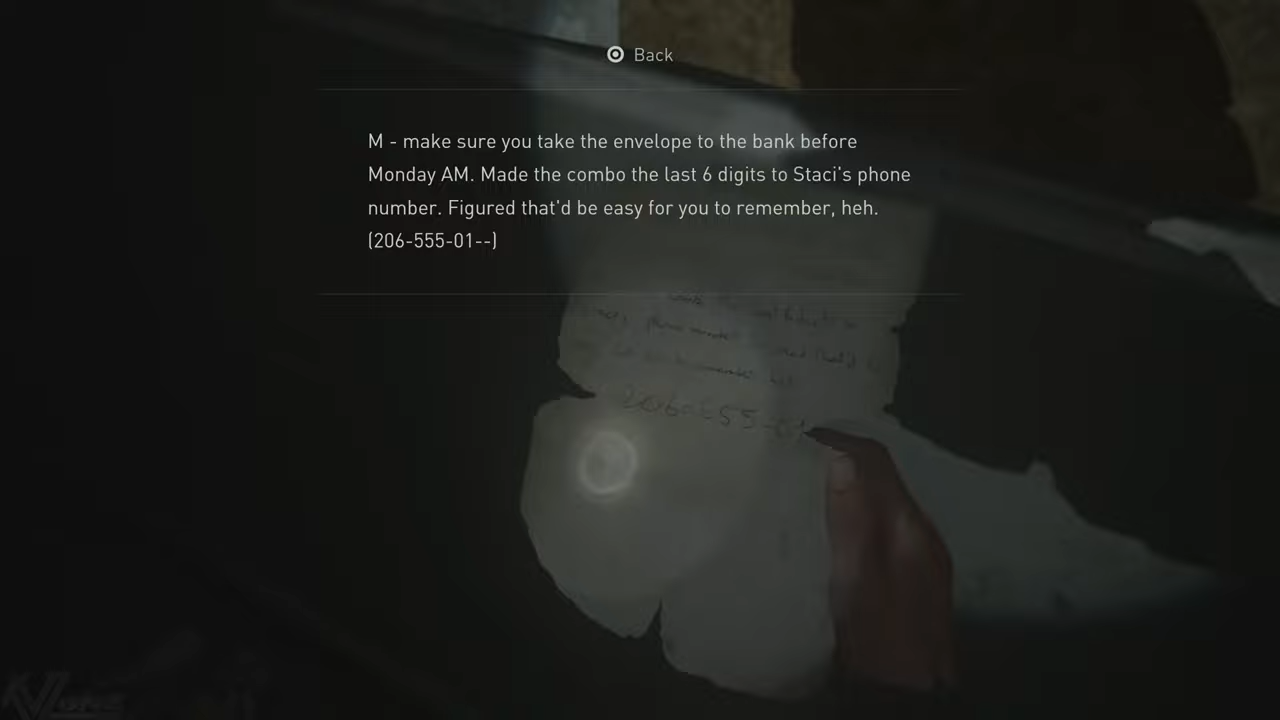 Back
M - make sure you take the envelope to the bank before
Monday AM. Made the combo the last 6 digits to Staci's phone
number. Figured that'd be easy for you to remember, heh.
(206-555-01--)